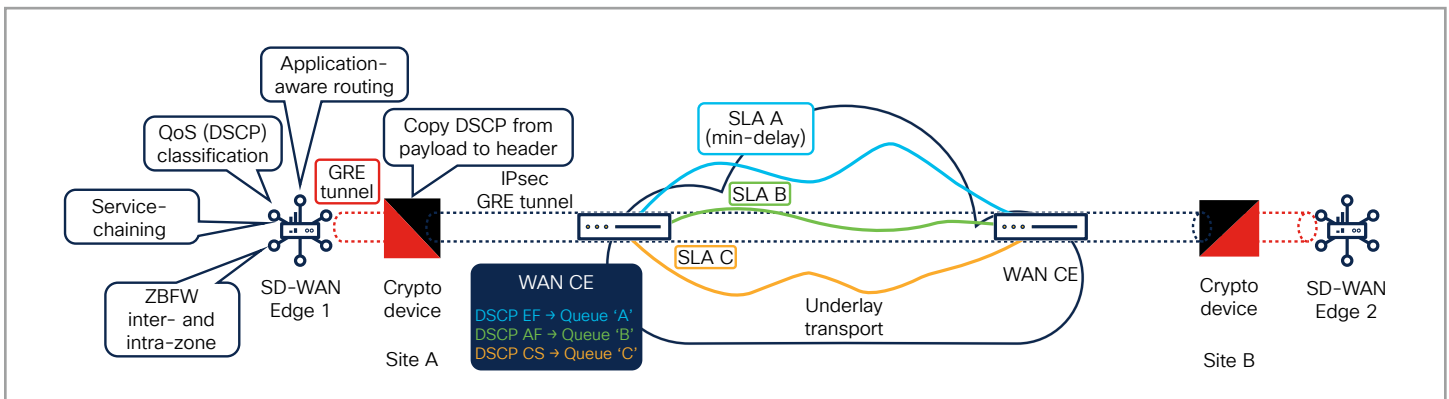 Application-
aware routing
QoS (DSCP)
classification
Copy DSCP from
payload to header
SLA A
(min-delay)
GRE
tunnel
IPsec
GRE tunnel
SLA B
Service-
chaining
SLA C
ZBFW
inter- and
intra-zone
SD-WAN
Edge 1
Crypto
device
Site A
WAN CE
DSCP EF → Queue ‘A’
DSCP AF → Queue ‘B’
DSCP CS → Queue ‘C’
Underlay
transport
WAN CE
Crypto
device
Site B
SD-WAN
Edge 2